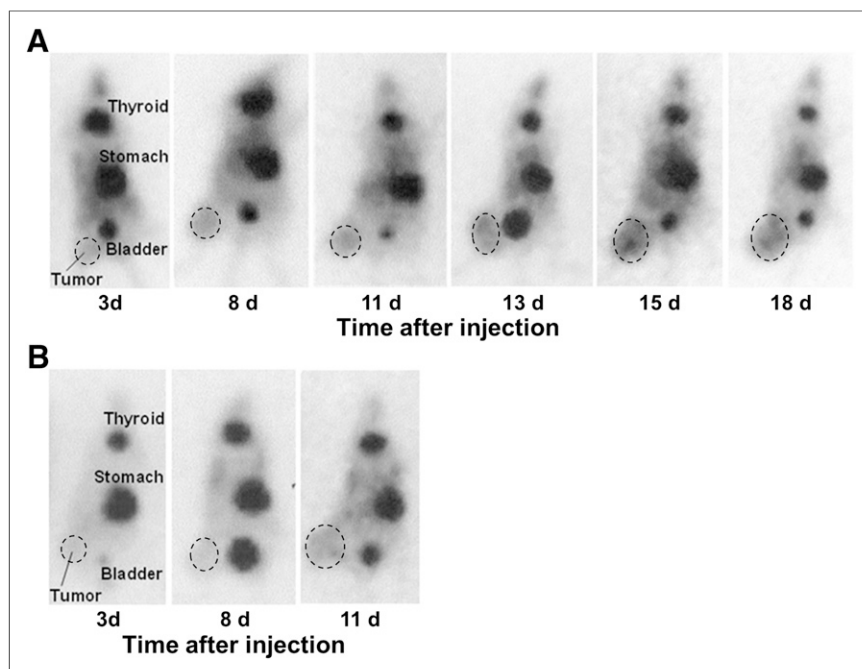 A
Thyroid
Stomach
Bladder
Tumor
3d 8 d 11 d 13 d 15 d 18 d
Time after injection
B
Thyroid
Stomach
Bladder
Tumor
3d 8 d 11 d
Time after injection